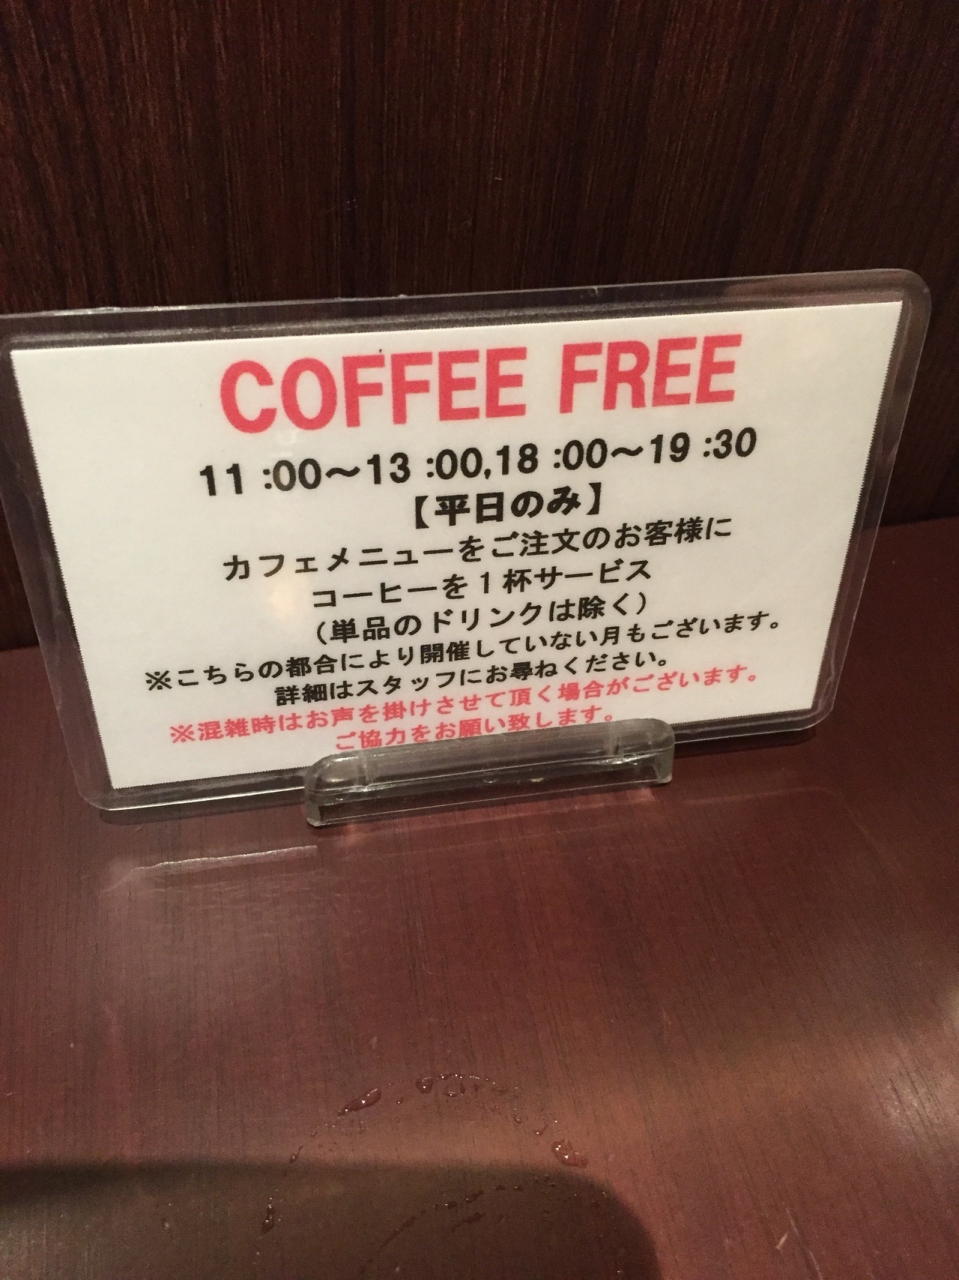 COFFEE FREE
11:00～13:00,18:00～19:30
【平日のみ】
カフェメニューをご注文のお客様に
コーヒーを1杯サービス
（単品のドリンクは除く）
※こちらの都合により開催していない月もございます。
詳細はスタッフにお尋ねください。
※混雑時はお声を掛けさせて頂く場合がございます。
ご協力をお願い致します。